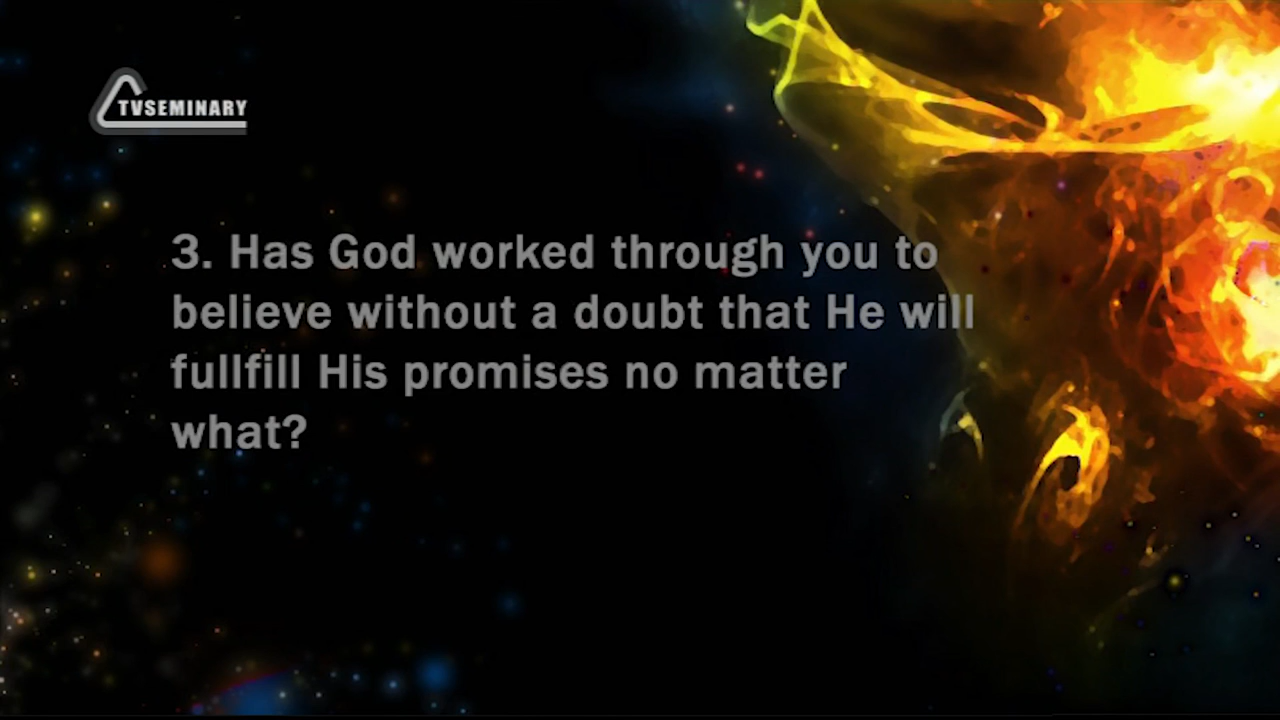 TVSEMINARY
3. Has God worked through you to
believe without a doubt that He will
fullfill His promises no matter
what?